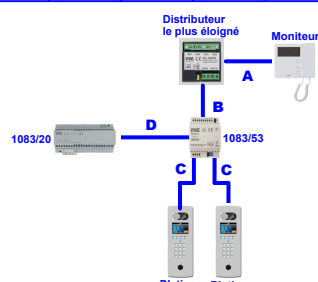 Distributeur
le plus éloigné
Moniteur
A
B
D
1083/20
1083/53
C
C